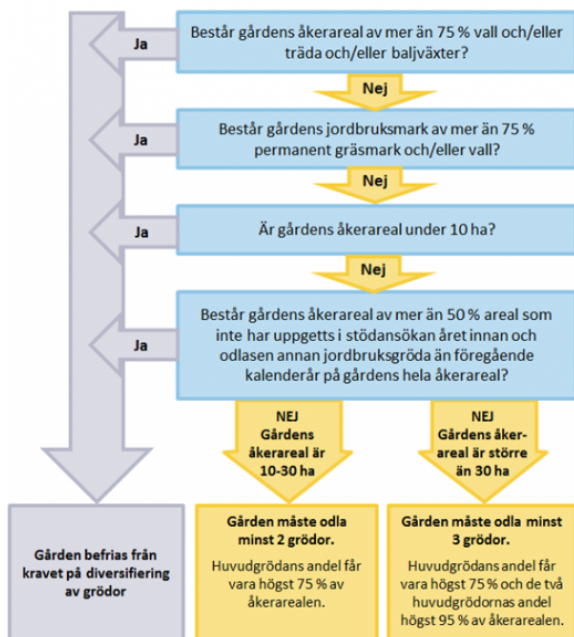 Består gårdens åkerareal av mer än 75 % vall och/eller
träda och/eller baljväxter?
Ja
Nej
Består gårdens jordbruksmark av mer än 75 %
permanent gräsmark och/eller vall?
Ja
Nej
Är gårdens åkerareal under 10 ha?
Ja
Nej
Består gårdens åkerareal av mer än 50 % areal som
inte har uppgetts i stödansökan året innan och
odlasen annan jordbruksgröda än föregående
kalenderår på gårdens hela åkerareal?
Ja
NEJ
Gårdens
åkerareal är
10-30 ha
NEJ
Gårdens åker-
areal är större
än 30 ha
Gården befrias från
kravet på diversifiering
av grödor
Gården måste odla
minst 2 grödor.
Huvudgrödans andel får
vara högst 75 % av
åkerarealen.
Gården måste odla minst
3 grödor.
Huvudgrödans andel får
vara högst 75% och de två
huvudgrödornas andel
högst 95% av åkerarealen.